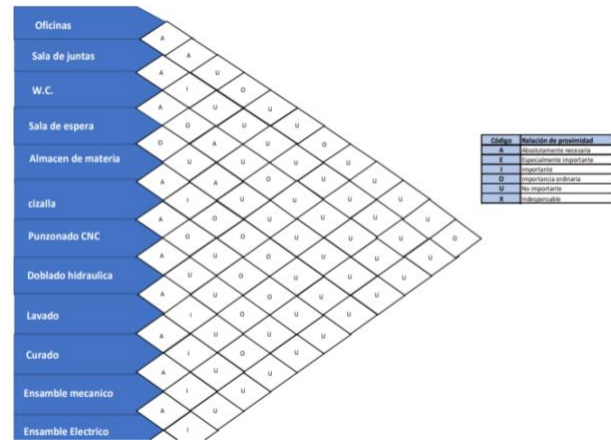 Oficinas
A
A
Sala de juntas
A U
I O
W.C.
A U U
O U U
Sala de espera
O A U O
Almacen de materia
U U U U
A A O U U
cizalla
I U U U U
A O U U U U
Punzonado CNC
O O U U U O
A U U U U U
Doblado hidraulica
U O U U U
A U O U U
Lavado
I O U U
A U U U
Curado
I O U
A U U
Ensamble mecanico
I U
A U
Ensamble Electrico
I
Código Relación de proximidad
A Absolutamente necesaria
E Especialmente importante
I Importante
O Importancia ordinaria
U No importante
X Indespensable